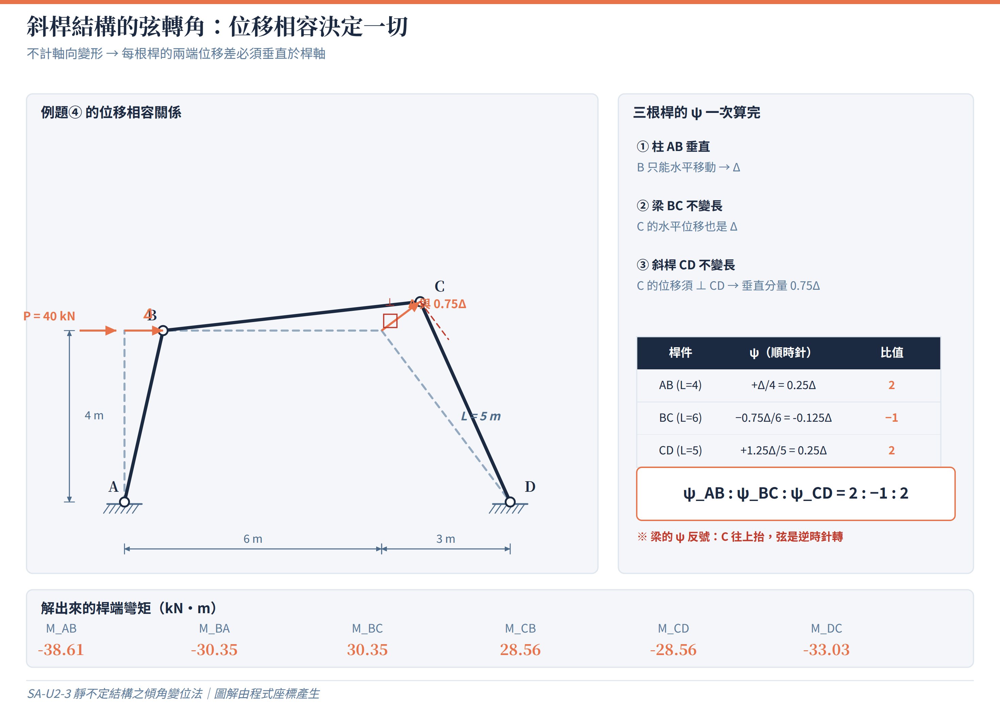 斜桿結構的弦轉角：位移相容決定一切
不計軸向變形 → 每根桿的兩端位移差必須垂直於桿軸
例題④ 的位移相容關係
C
⊥
Δ 與 0.75Δ
P = 40 kN
Δ
B
4 m
L = 5 m
A
D
6 m
3 m
三根桿的 ψ 一次算完
① 柱 AB 垂直
B 只能水平移動 → Δ
② 梁 BC 不變長
C 的水平位移也是 Δ
③ 斜桿 CD 不變長
C 的位移須 ⊥ CD → 垂直分量 0.75Δ
桿件 ψ（順時針） 比值
AB (L=4) +Δ/4 = 0.25Δ 2
BC (L=6) −0.75Δ/6 = -0.125Δ −1
CD (L=5) +1.25Δ/5 = 0.25Δ 2
ψ_AB : ψ_BC : ψ_CD = 2 : −1 : 2
※ 梁的 ψ 反號：C 往上抬，弦是逆時針轉
解出來的桿端彎矩（kN・m）
M_AB M_BA M_BC M_CB M_CD M_DC
-38.61 -30.35 30.35 28.56 -28.56 -33.03
SA-U2-3 靜不定結構之傾角變位法｜圖解由程式座標產生